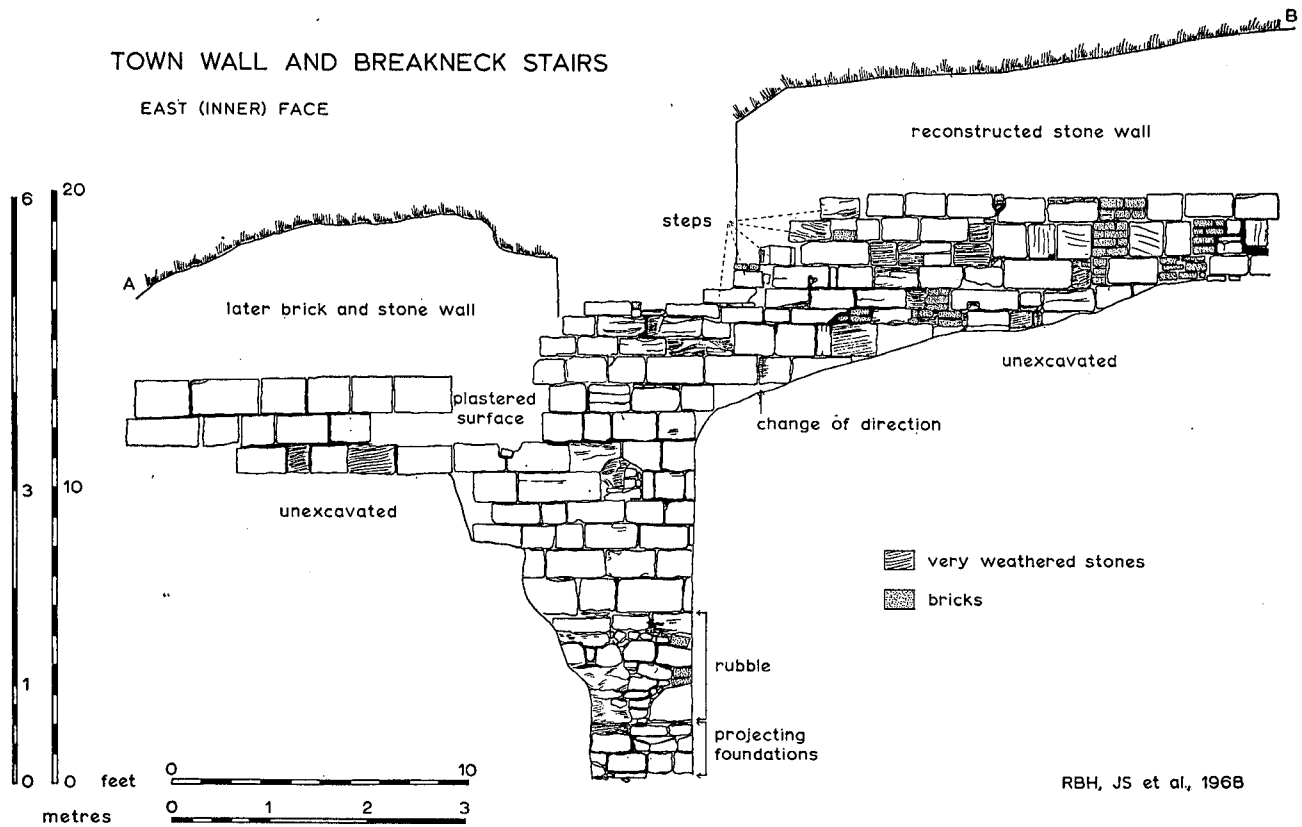 TOWN WALL AND BREAKNECK STAIRS
EAST (INNER) FACE
B
reconstructed stone wall
6
20
steps
A
later brick and stone wall
unexcavated
plastered
surface
change of direction
3
10
unexcavated
very weathered stones
bricks
rubble
1
projecting
foundations
0
0
feet
0
10
metres
0
1
2
3
RBH, JS et al., 1968